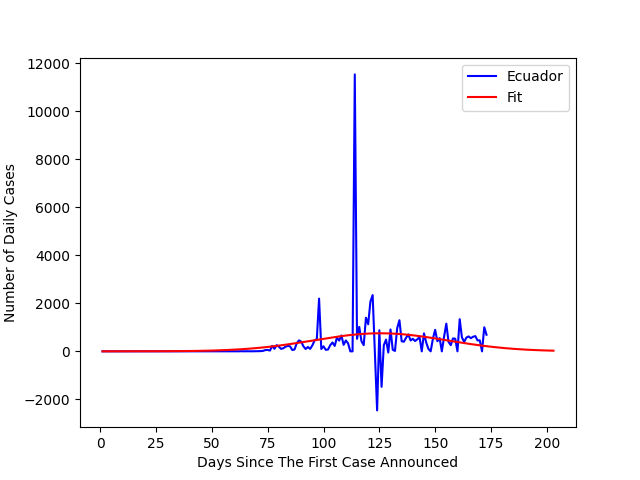 Ecuador
Fit
12000
10000
8000
6000
4000
2000
0
−2000
Number of Daily Cases
0 25 50 75 100 125 150 175 200
Days Since The First Case Announced